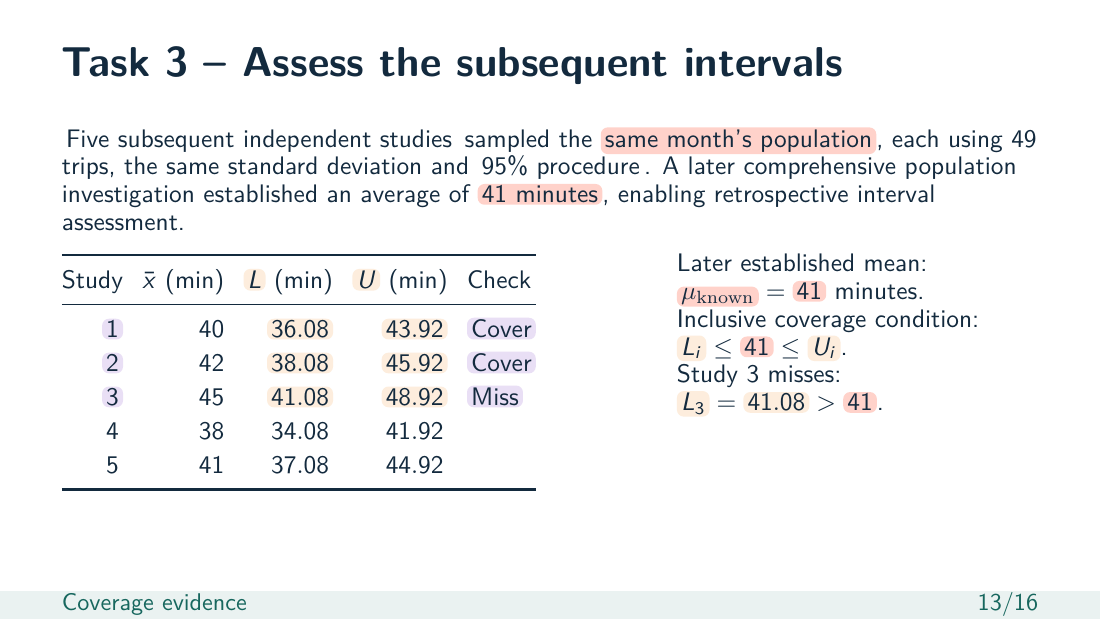 Task 3 – Assess the subsequent intervals
Five subsequent independent studies sampled the same month's population, each using 49
trips, the same standard deviation and 95% procedure. A later comprehensive population
investigation established an average of 41 minutes, enabling retrospective interval
assessment.
Study x̄ (min) L (min) U (min) Check
1 40 36.08 43.92 Cover
2 42 38.08 45.92 Cover
3 45 41.08 48.92 Miss
4 38 34.08 41.92
5 41 37.08 44.92
Later established mean:
μ_known = 41 minutes.
Inclusive coverage condition:
L_i ≤ 41 ≤ U_i.
Study 3 misses:
L_3 = 41.08 > 41.
Coverage evidence
13/16